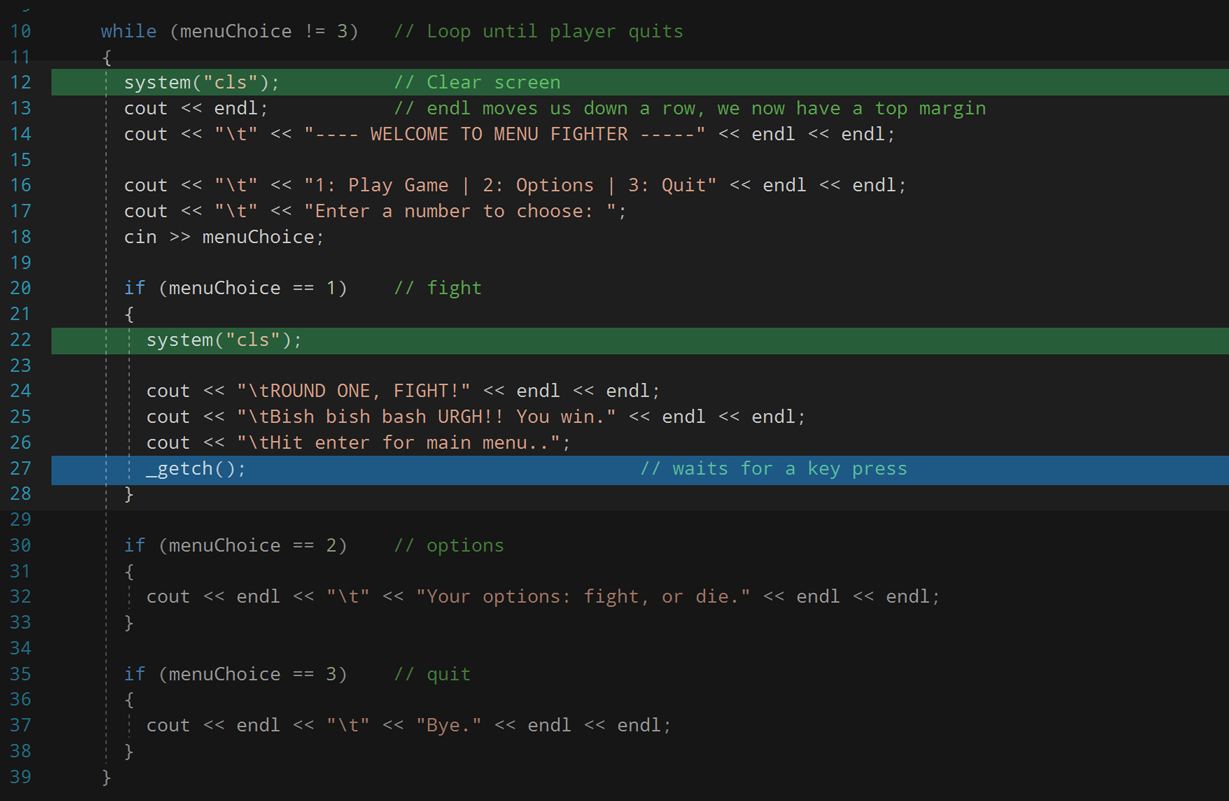 10 while (menuChoice != 3) // Loop until player quits
11 {
12 system("cls"); // Clear screen
13 cout << endl; // endl moves us down a row, we now have a top margin
14 cout << "\t" << "---- WELCOME TO MENU FIGHTER -----" << endl << endl;
15
16 cout << "\t" << "1: Play Game | 2: Options | 3: Quit" << endl << endl;
17 cout << "\t" << "Enter a number to choose: ";
18 cin >> menuChoice;
19
20 if (menuChoice == 1) // fight
21 {
22 system("cls");
23
24 cout << "\tROUND ONE, FIGHT!" << endl << endl;
25 cout << "\tBish bish bash URGH!! You win." << endl << endl;
26 cout << "\tHit enter for main menu..";
27 _getch(); // waits for a key press
28 }
29
30 if (menuChoice == 2) // options
31 {
32 cout << endl << "\t" << "Your options: fight, or die." << endl << endl;
33 }
34
35 if (menuChoice == 3) // quit
36 {
37 cout << endl << "\t" << "Bye." << endl << endl;
38 }
39 }